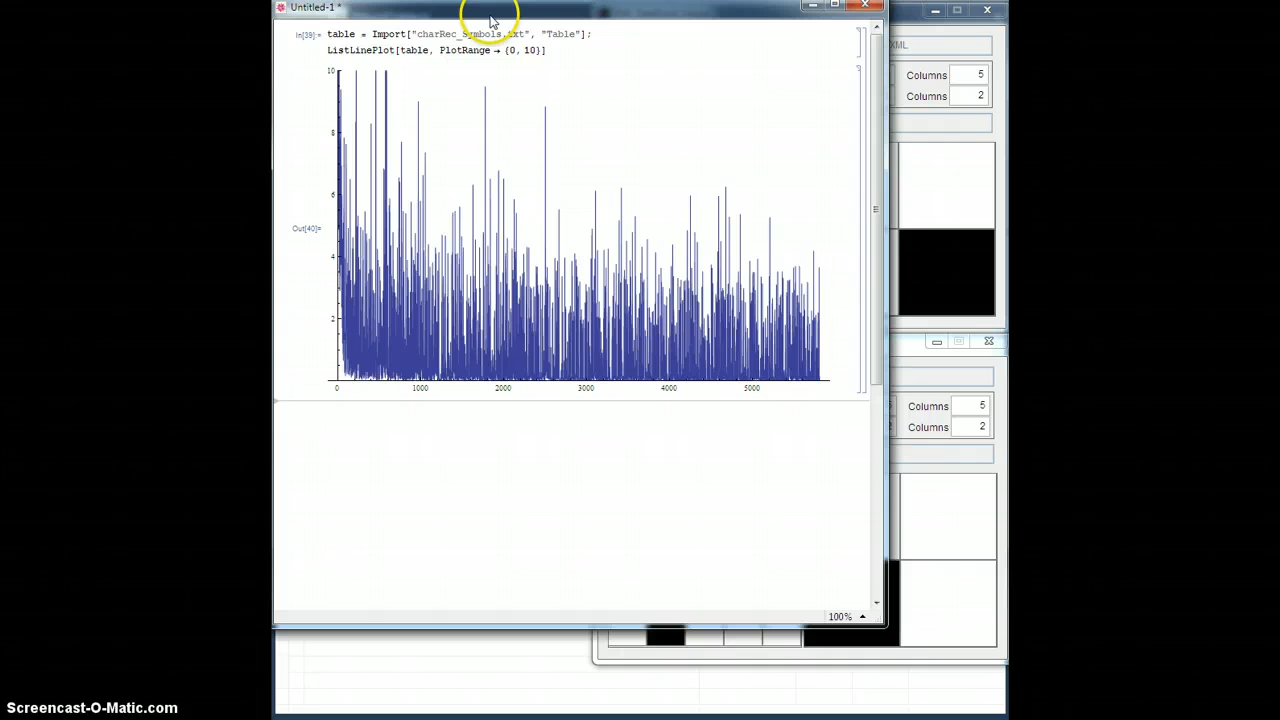 Untitled-1 *
In[39]:= table = Import["charRec_Symbols.txt", "Table"];
ListLinePlot[table, PlotRange → {0, 10}]
Out[40]=
10
8
6
4
2
0 1000 2000 3000 4000 5000
100%
XML
Columns 5
Columns 2
Columns 5
Columns 2
Screencast-O-Matic.com